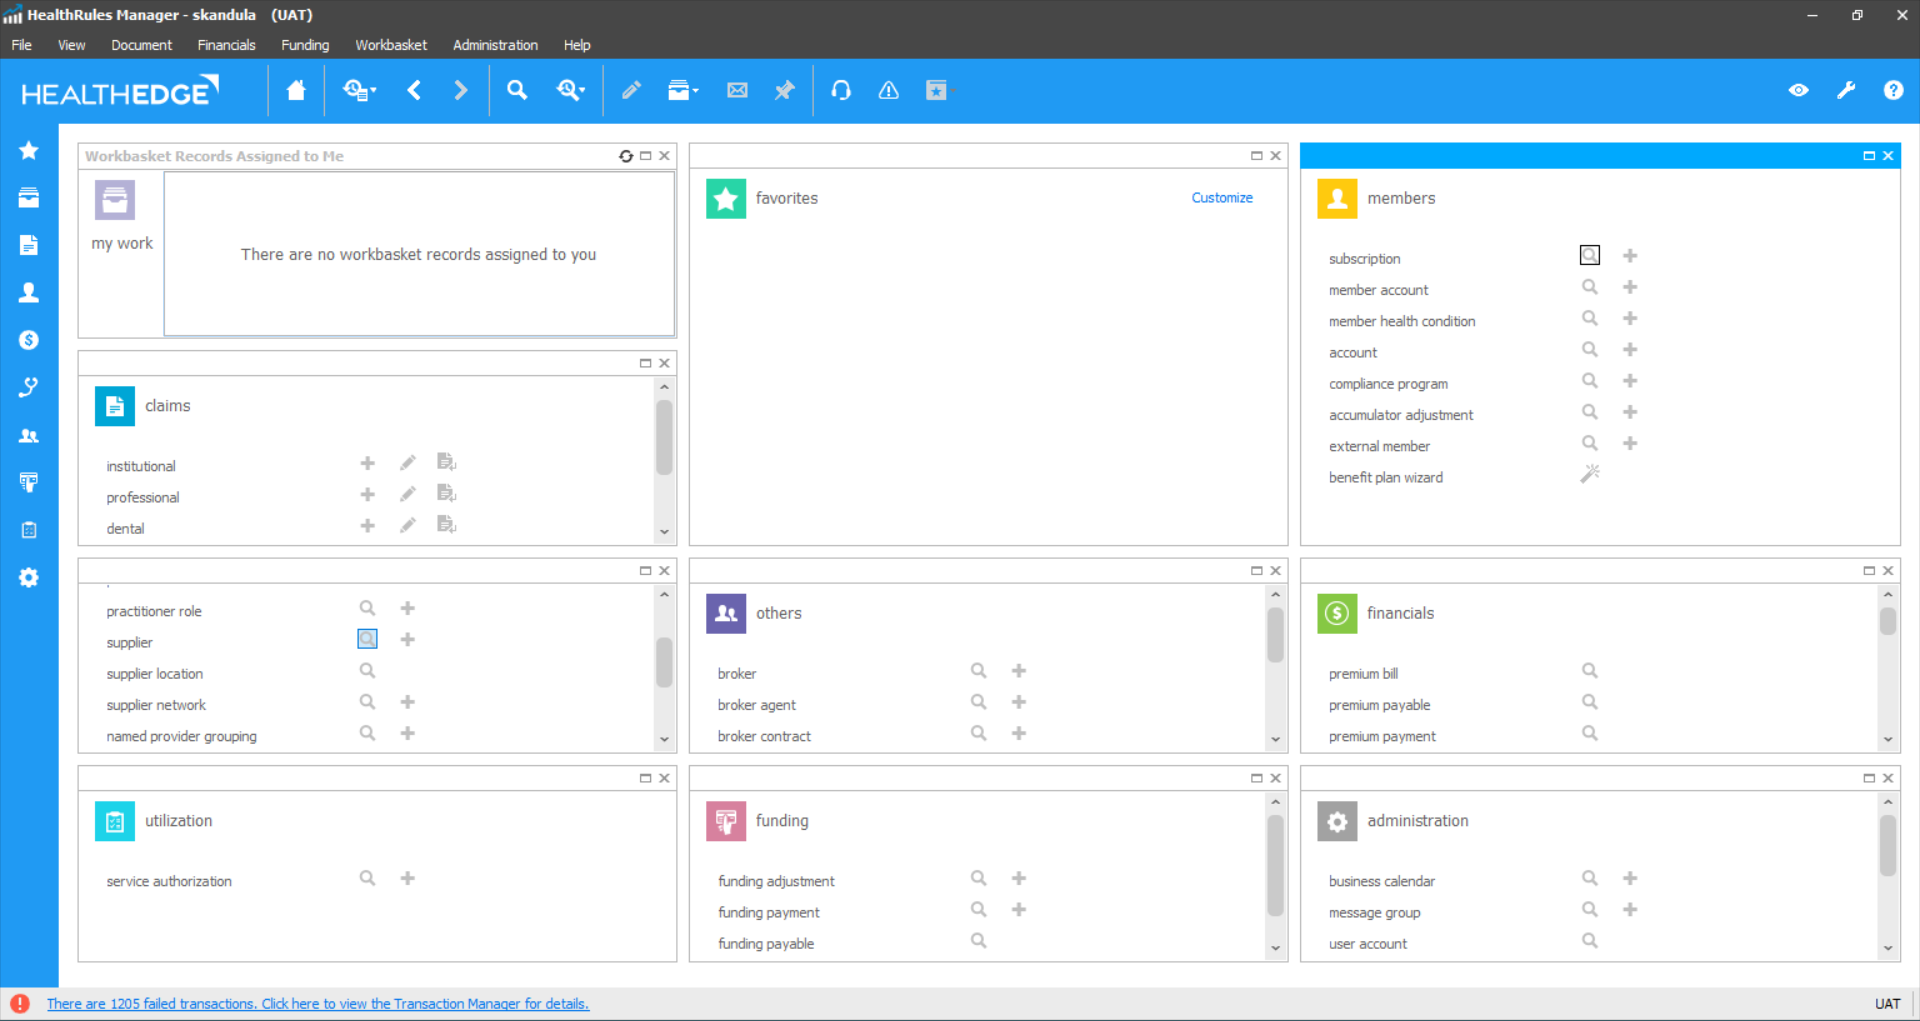 HealthRules Manager - skandula (UAT)
File View Document Financials Funding Workbasket Administration Help
HEALTHEDGE
Workbasket Records Assigned to Me
my work
There are no workbasket records assigned to you
favorites
Customize
members
subscription
member account
member health condition
account
compliance program
accumulator adjustment
external member
benefit plan wizard
claims
institutional
professional
dental
practitioner role
supplier
supplier location
supplier network
named provider grouping
others
broker
broker agent
broker contract
financials
premium bill
premium payable
premium payment
utilization
service authorization
funding
funding adjustment
funding payment
funding payable
administration
business calendar
message group
user account
There are 1205 failed transactions. Click here to view the Transaction Manager for details.
UAT